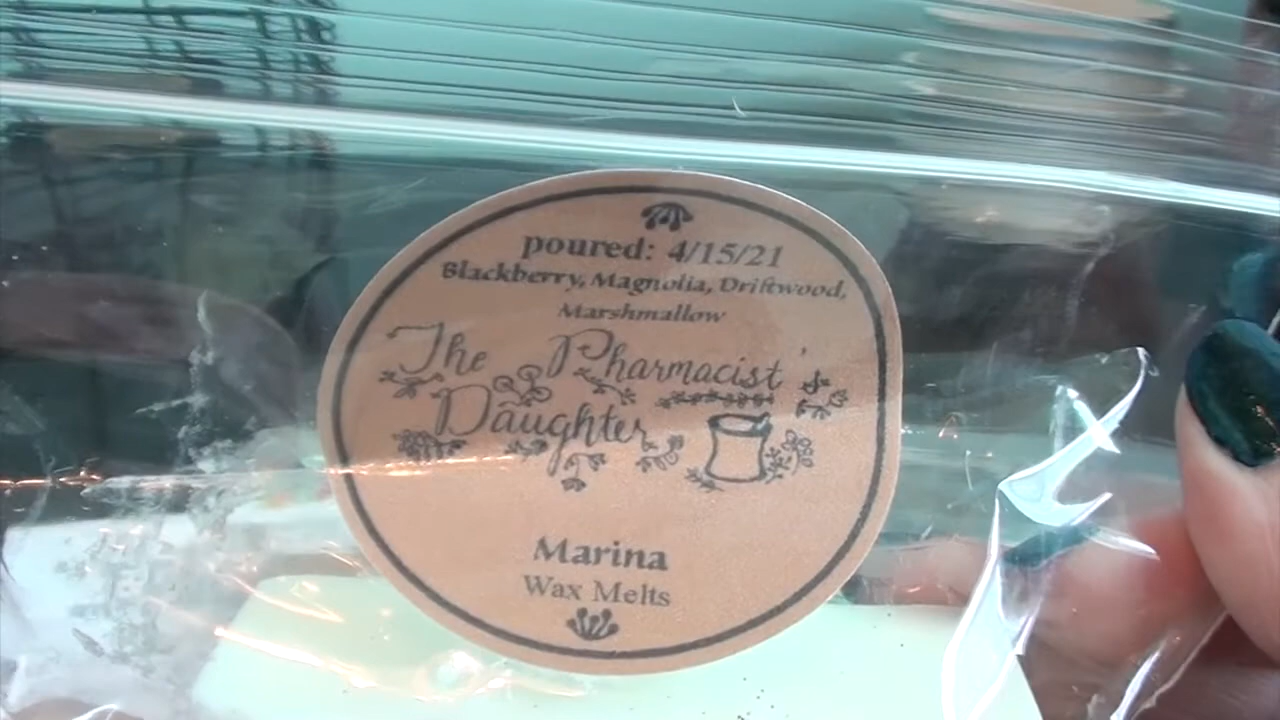 poured: 4/15/21
Blackberry, Magnolia, Driftwood,
Marshmallow
The Pharmacist's
Daughter
Marina
Wax Melts